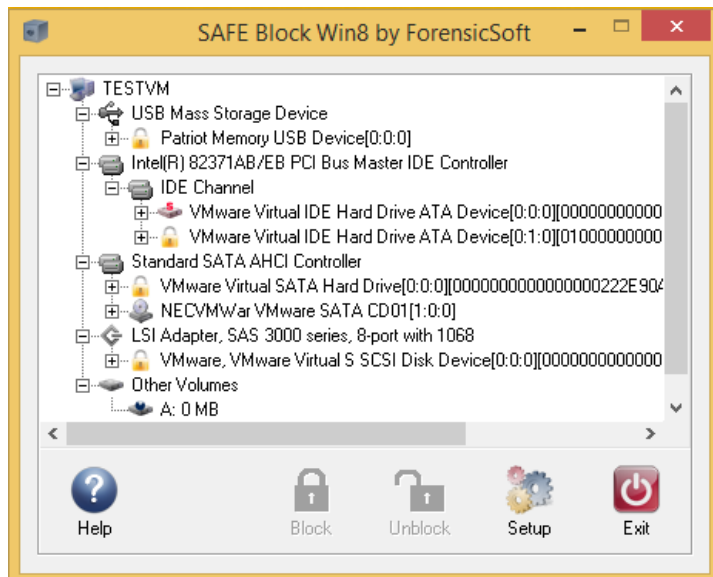 SAFE Block Win8 by ForensicSoft
TESTVM
USB Mass Storage Device
Patriot Memory USB Device[0:0:0]
Intel(R) 82371AB/EB PCI Bus Master IDE Controller
IDE Channel
VMware Virtual IDE Hard Drive ATA Device[0:0:0][00000000000
VMware Virtual IDE Hard Drive ATA Device[0:1:0][01000000000
Standard SATA AHCI Controller
VMware Virtual SATA Hard Drive[0:0:0][0000000000000000222E90A
NECVMWar VMware SATA CD01[1:0:0]
LSI Adapter, SAS 3000 series, 8-port with 1068
VMware, VMware Virtual S SCSI Disk Device[0:0:0][0000000000000
Other Volumes
A: 0 MB
Help Block Unblock Setup Exit